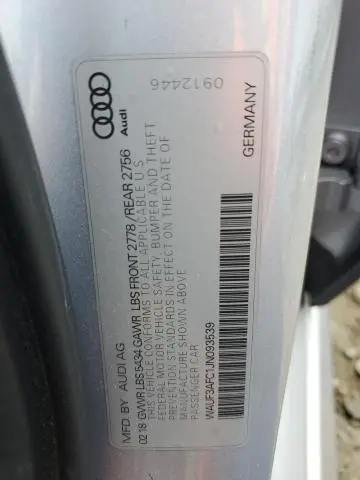 Audi
0912446
MFD BY AUDI AG
GERMANY
02 18 GVWR LBS 5434 GAWR LBS FRONT 2778 / REAR 2756
THIS VEHICLE CONFORMS TO ALL APPLICABLE U.S.
FEDERAL MOTOR VEHICLE SAFETY, BUMPER AND THEFT
PREVENTION STANDARDS IN EFFECT ON THE DATE OF
MANUFACTURE SHOWN ABOVE
PASSENGER CAR
WAUF3AFC1JN093539